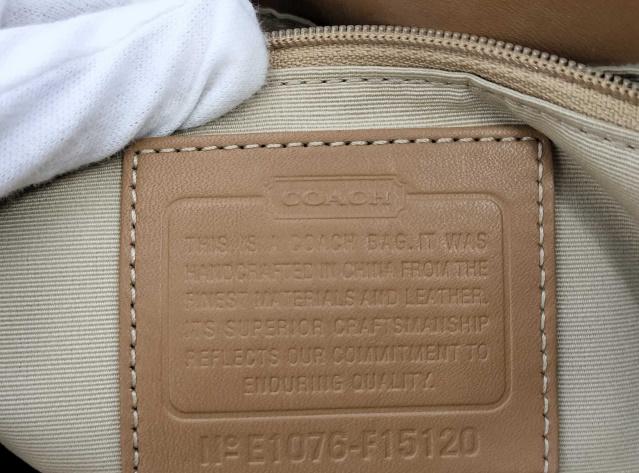 COACH
THIS IS A COACH BAG. IT WAS
HANDCRAFTED IN CHINA FROM THE
FINEST MATERIALS AND LEATHER.
ITS SUPERIOR CRAFTSMANSHIP
REFLECTS OUR COMMITMENT TO
ENDURING QUALITY.
Nº E1076-F15120